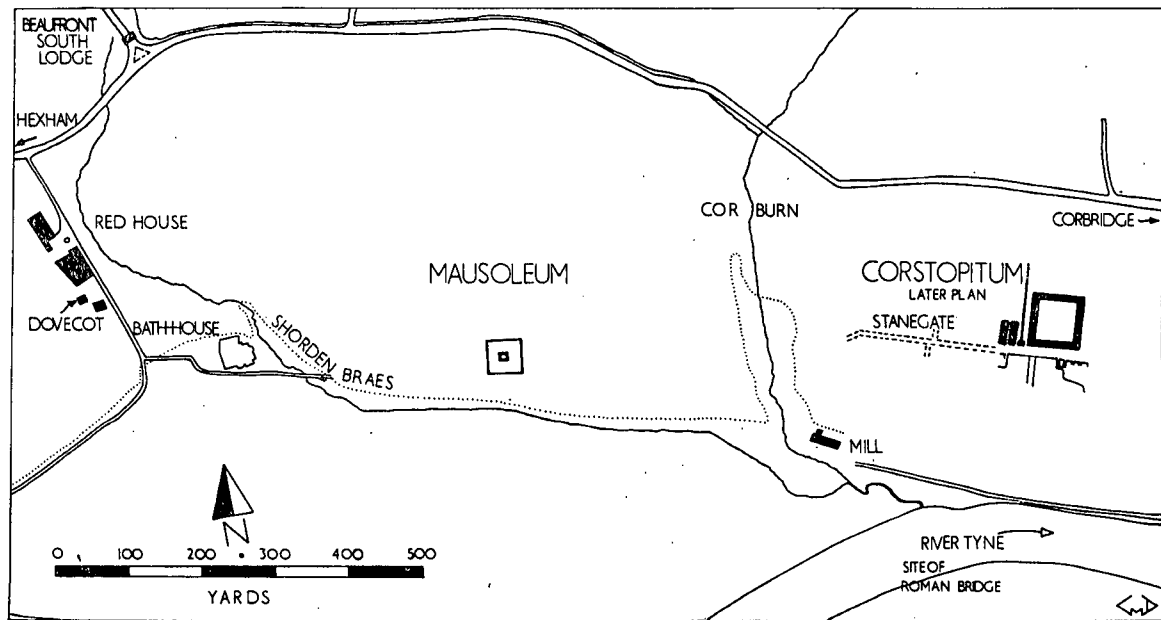 BEAUFRONT
SOUTH
LODGE
HEXHAM
RED HOUSE
COR BURN
CORBRIDGE
MAUSOLEUM
CORSTOPITUM
LATER PLAN
STANEGATE
DOVECOT
BATH-HOUSE
SHORDEN BRAES
MILL
N
0 100 200 300 400 500
YARDS
RIVER TYNE
SITE OF
ROMAN BRIDGE